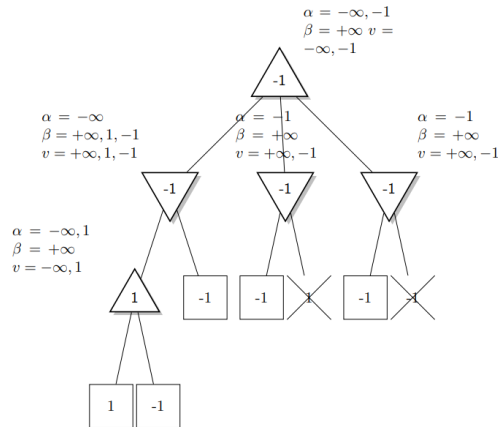 α = −∞, −1
β = +∞ v =
−∞, −1
-1
α = −∞
β = +∞, 1, −1
v = +∞, 1, −1
α = −1
β = +∞
v = +∞, −1
α = −1
β = +∞
v = +∞, −1
-1
-1
-1
α = −∞, 1
β = +∞
v = −∞, 1
1
-1
-1
1
-1
-1
1
-1